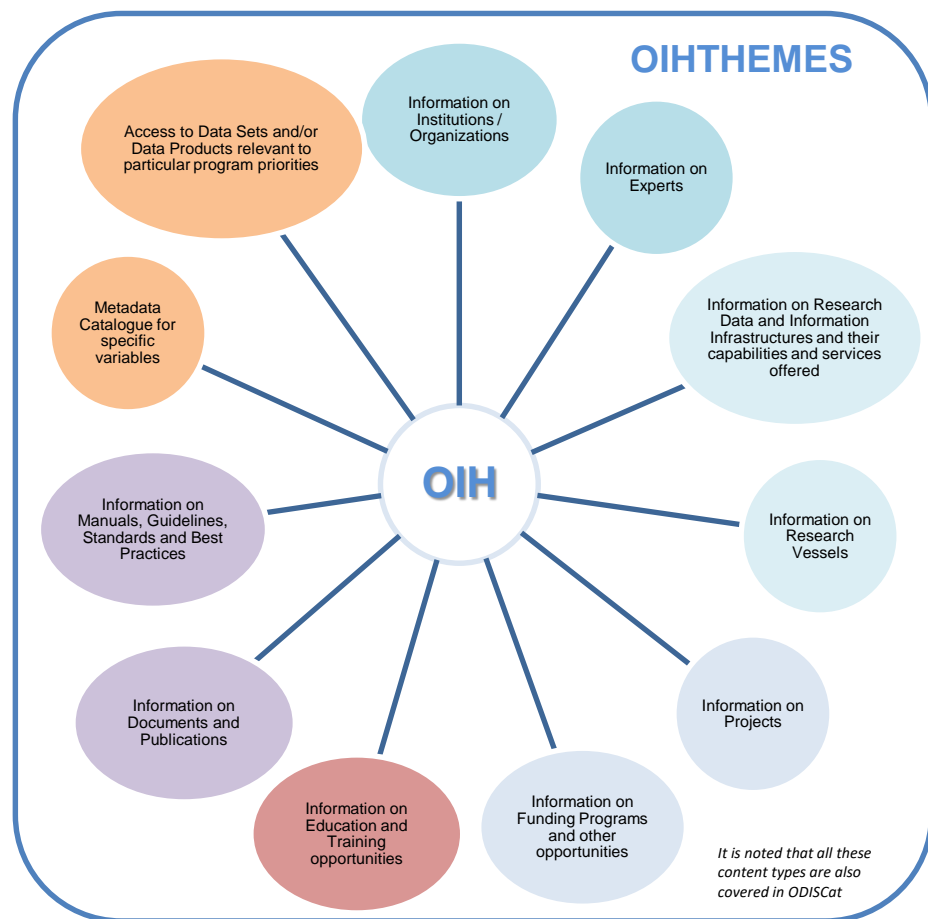 OIHTHEMES
Access to Data Sets and/or
Data Products relevant to
particular program priorities
Information on
Institutions /
Organizations
Information on
Experts
Information on Research
Data and Information
Infrastructures and their
capabilities and services
offered
Metadata
Catalogue for
specific
variables
OIH
Information on
Manuals, Guidelines,
Standards and Best
Practices
Information on
Research
Vessels
Information on
Documents and
Publications
Information on
Projects
Information on
Education and
Training
opportunities
Information on
Funding Programs
and other
opportunities
It is noted that all these
content types are also
covered in ODISCat